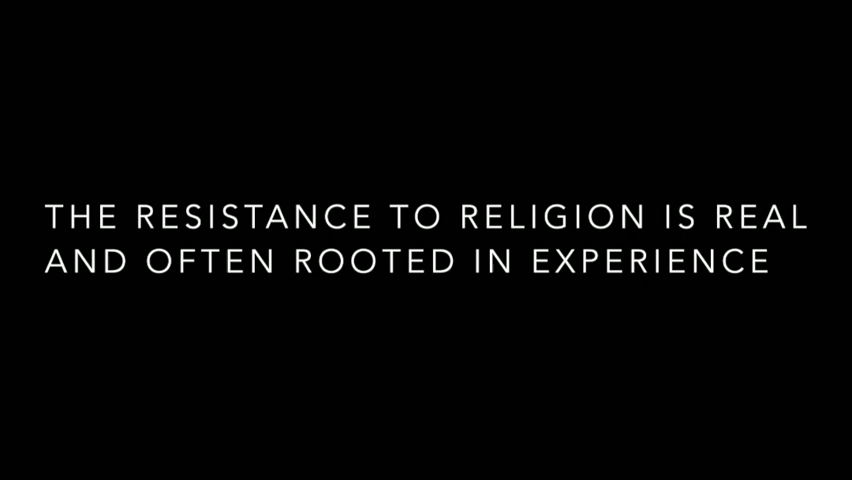 THE RESISTANCE TO RELIGION IS REAL
AND OFTEN ROOTED IN EXPERIENCE